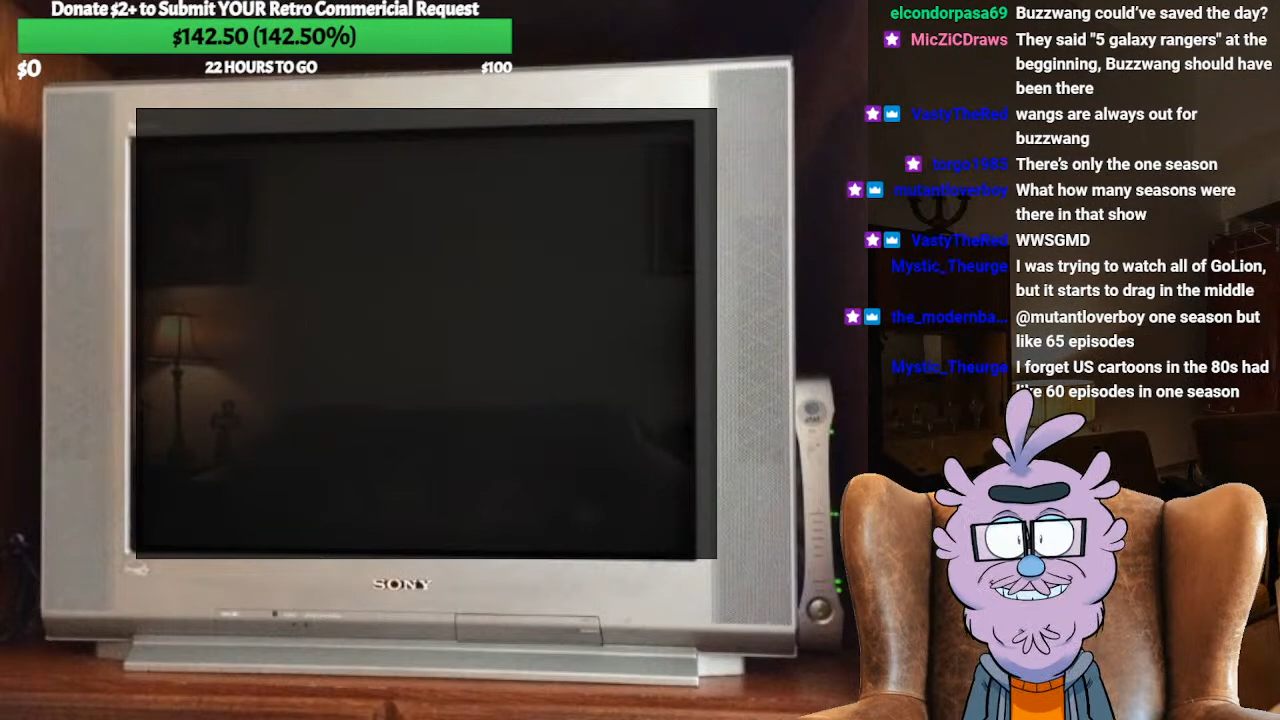 Donate $2+ to Submit YOUR Retro Commericial Request
$142.50 (142.50%)
$0
22 HOURS TO GO
$100
SONY
elcondorpasa69 Buzzwang could've saved the day?
MicZiCDraws They said "5 galaxy rangers" at the
begginning, Buzzwang should have
been there
VastyTheRed wangs are always out for
buzzwang
torgo1985 There's only the one season
mutantloverboy What how many seasons were
there in that show
VastyTheRed WWSGMD
Mystic_Theurge I was trying to watch all of GoLion,
but it starts to drag in the middle
the_modernba... @mutantloverboy one season but
like 65 episodes
Mystic_Theurge I forget US cartoons in the 80s had
like 60 episodes in one season